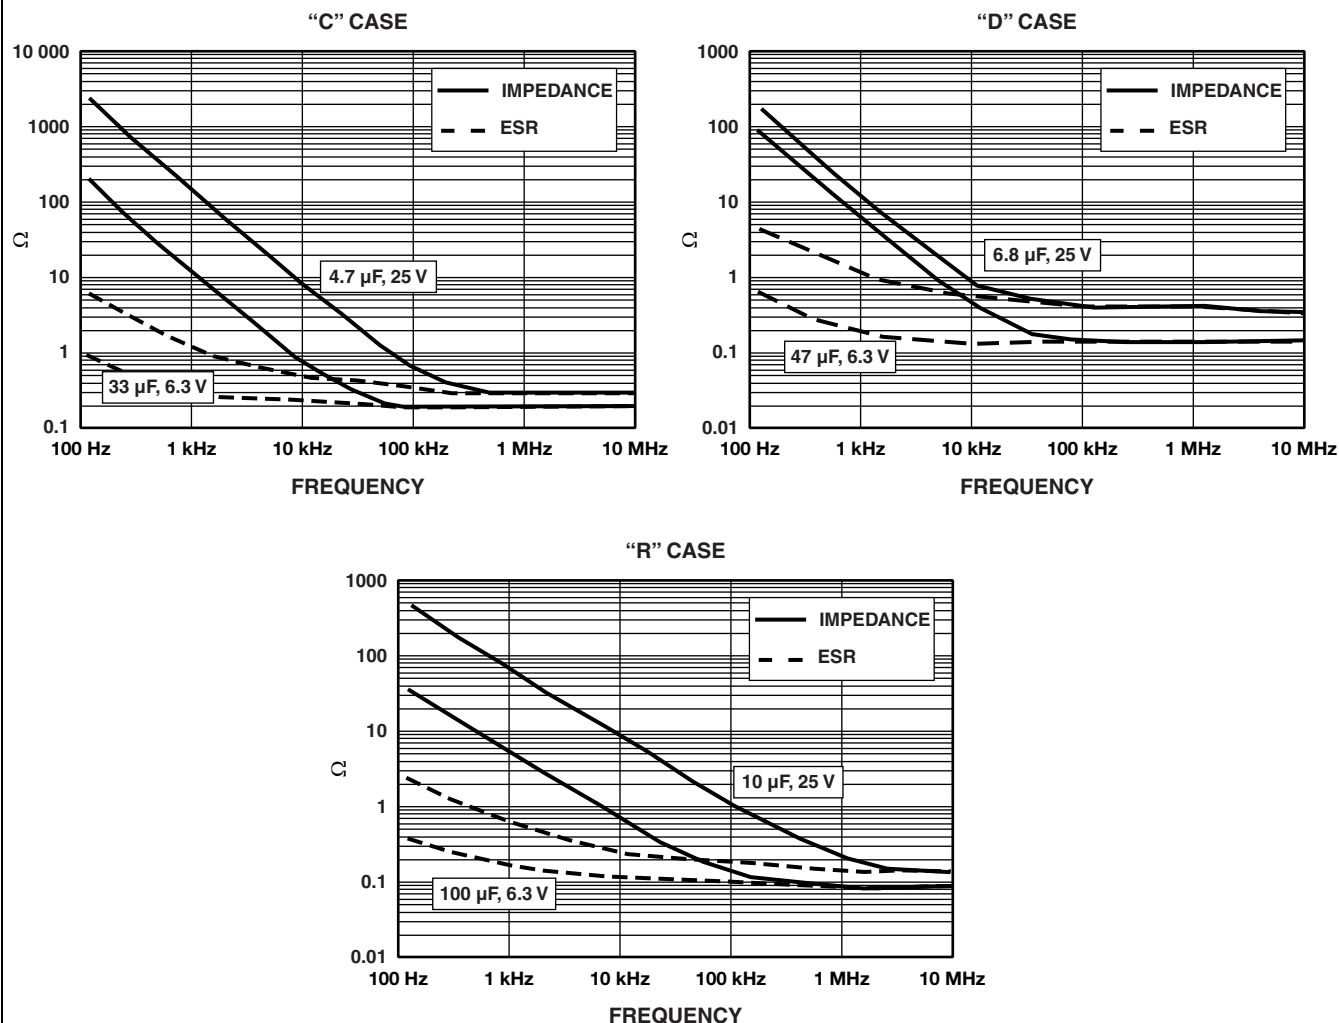 “C” CASE
10 000
1000
100
10
1
0.1
Ω
IMPEDANCE
ESR
4.7 µF, 25 V
33 µF, 6.3 V
100 Hz 1 kHz 10 kHz 100 kHz 1 MHz 10 MHz
FREQUENCY
“D” CASE
1000
100
10
1
0.1
0.01
Ω
IMPEDANCE
ESR
6.8 µF, 25 V
47 µF, 6.3 V
100 Hz 1 kHz 10 kHz 100 kHz 1 MHz 10 MHz
FREQUENCY
“R” CASE
1000
100
10
1
0.1
0.01
Ω
IMPEDANCE
ESR
10 µF, 25 V
100 µF, 6.3 V
100 Hz 1 kHz 10 kHz 100 kHz 1 MHz 10 MHz
FREQUENCY